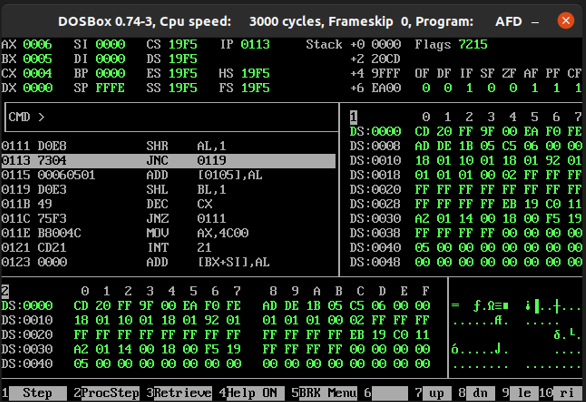 DOSBox 0.74-3, Cpu speed: 3000 cycles, Frameskip 0, Program: AFD
AX 0006 SI 0000 CS 19F5 IP 0113 Stack +0 0000 Flags 7215
BX 0005 DI 0000 DS 19F5 +2 20CD
CX 0004 BP 0000 ES 19F5 HS 19F5 +4 9FFF OF DF IF SF ZF AF PF CF
DX 0000 SP FFFE SS 19F5 FS 19F5 +6 EA00 0 0 1 0 0 1 1 1
CMD >
1 0 1 2 3 4 5 6 7
DS:0000 CD 20 FF 9F 00 EA F0 FE
DS:0008 AD DE 1B 05 C5 06 00 00
DS:0010 18 01 10 01 18 01 92 01
DS:0018 01 01 01 00 02 FF FF FF
DS:0020 FF FF FF FF FF FF FF FF
DS:0028 FF FF FF FF EB 19 C0 11
DS:0030 A2 01 14 00 18 00 F5 19
DS:0038 FF FF FF FF 00 00 00 00
DS:0040 05 00 00 00 00 00 00 00
DS:0048 00 00 00 00 00 00 00 00
0111 D0E8 SHR AL,1
0113 7304 JNC 0119
0115 00060501 ADD [0105],AL
0119 D0E3 SHL BL,1
011B 49 DEC CX
011C 75F3 JNZ 0111
011E B8004C MOV AX,4C00
0121 CD21 INT 21
0123 0000 ADD [BX+SI],AL
2 0 1 2 3 4 5 6 7 8 9 A B C D E F
DS:0000 CD 20 FF 9F 00 EA F0 FE AD DE 1B 05 C5 06 00 00
DS:0010 18 01 10 01 18 01 92 01 01 01 01 00 02 FF FF FF
DS:0020 FF FF FF FF FF FF FF FF FF FF FF FF EB 19 C0 11
DS:0030 A2 01 14 00 18 00 F5 19 FF FF FF FF 00 00 00 00
DS:0040 05 00 00 00 00 00 00 00 00 00 00 00 00 00 00 00
1 Step 2 ProcStep 3 Retrieve 4 Help ON 5 BRK Menu 6 7 up 8 dn 9 le 10 ri